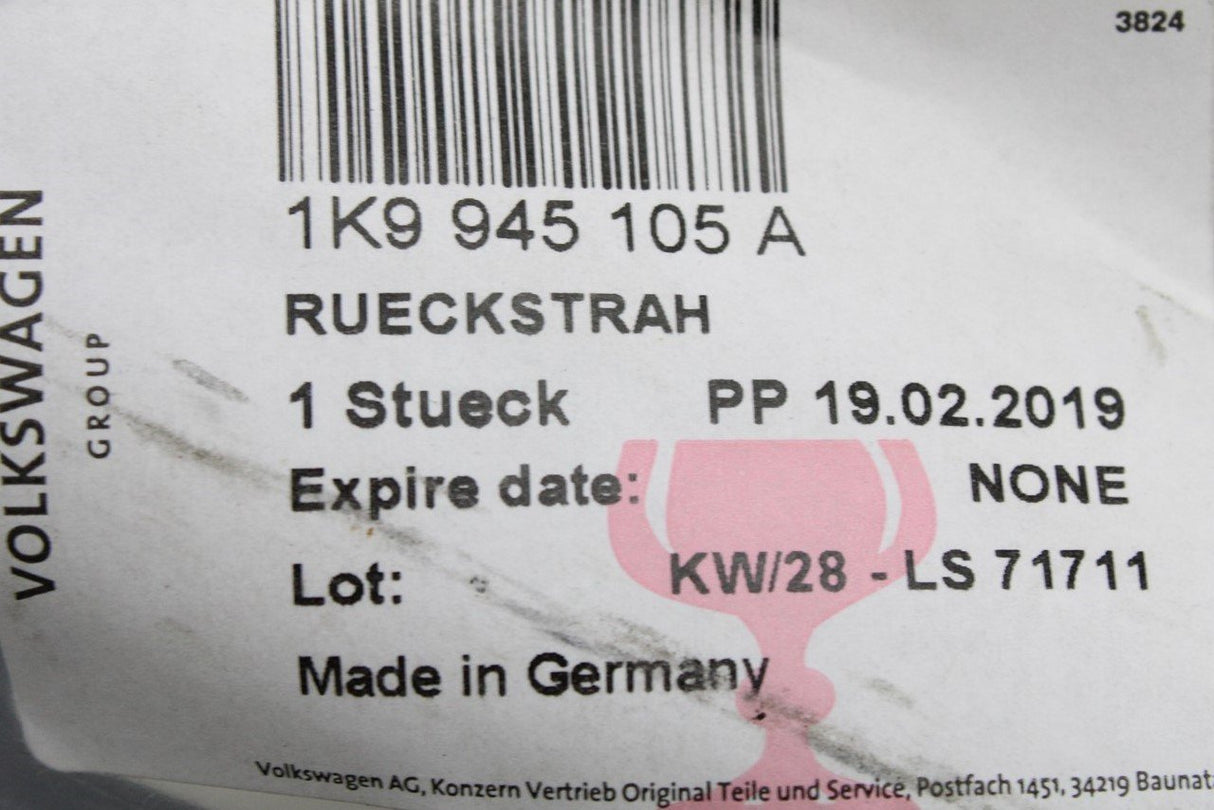 3824
1K9 945 105 A
RUECKSTRAH
1 Stueck PP 19.02.2019
Expire date: NONE
Lot: KW/28 - LS 71711
Made in Germany
Volkswagen AG, Konzern Vertrieb Original Teile und Service, Postfach 1451, 34219 Baunat
VOLKSWAGEN
GROUP